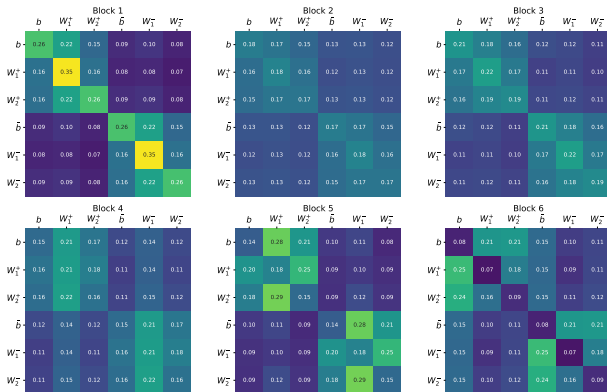 Block 1 Block 2 Block 3
b W₁⁺ W₂⁺ b̄ W₁⁻ W₂⁻ b W₁⁺ W₂⁺ b̄ W₁⁻ W₂⁻ b W₁⁺ W₂⁺ b̄ W₁⁻ W₂⁻
b 0.26 0.22 0.15 0.09 0.10 0.08 b 0.18 0.17 0.15 0.13 0.13 0.12 b 0.21 0.18 0.16 0.12 0.12 0.11
W₁⁺ 0.16 0.35 0.16 0.08 0.08 0.07 W₁⁺ 0.16 0.18 0.16 0.12 0.13 0.12 W₁⁺ 0.17 0.22 0.17 0.11 0.11 0.10
W₂⁺ 0.16 0.22 0.26 0.09 0.09 0.08 W₂⁺ 0.15 0.17 0.17 0.13 0.13 0.12 W₂⁺ 0.16 0.19 0.19 0.11 0.12 0.11
b̄ 0.09 0.10 0.08 0.26 0.22 0.15 b̄ 0.13 0.13 0.12 0.17 0.17 0.15 b̄ 0.12 0.12 0.11 0.21 0.18 0.16
W₁⁻ 0.08 0.08 0.07 0.16 0.35 0.16 W₁⁻ 0.12 0.13 0.12 0.16 0.18 0.16 W₁⁻ 0.11 0.11 0.10 0.17 0.22 0.17
W₂⁻ 0.09 0.09 0.08 0.16 0.22 0.26 W₂⁻ 0.13 0.13 0.12 0.15 0.17 0.16 W₂⁻ 0.11 0.12 0.11 0.16 0.18 0.19
Block 4 Block 5 Block 6
b W₁⁺ W₂⁺ b̄ W₁⁻ W₂⁻ b W₁⁺ W₂⁺ b̄ W₁⁻ W₂⁻ b W₁⁺ W₂⁺ b̄ W₁⁻ W₂⁻
b 0.15 0.21 0.17 0.12 0.14 0.12 b 0.14 0.28 0.21 0.10 0.11 0.08 b 0.08 0.21 0.21 0.15 0.10 0.11
W₁⁺ 0.16 0.21 0.18 0.11 0.14 0.11 W₁⁺ 0.20 0.18 0.25 0.09 0.10 0.09 W₁⁺ 0.25 0.07 0.18 0.15 0.09 0.11
W₂⁺ 0.16 0.22 0.16 0.12 0.15 0.12 W₂⁺ 0.18 0.29 0.15 0.10 0.12 0.09 W₂⁺ 0.24 0.16 0.09 0.15 0.10 0.12
b̄ 0.12 0.14 0.12 0.15 0.21 0.17 b̄ 0.10 0.11 0.09 0.14 0.28 0.21 b̄ 0.15 0.10 0.12 0.08 0.21 0.21
W₁⁻ 0.11 0.14 0.11 0.16 0.21 0.18 W₁⁻ 0.09 0.10 0.09 0.20 0.18 0.25 W₁⁻ 0.15 0.09 0.11 0.25 0.07 0.18
W₂⁻ 0.12 0.15 0.12 0.16 0.22 0.16 W₂⁻ 0.10 0.12 0.09 0.18 0.29 0.15 W₂⁻ 0.15 0.10 0.12 0.24 0.16 0.09